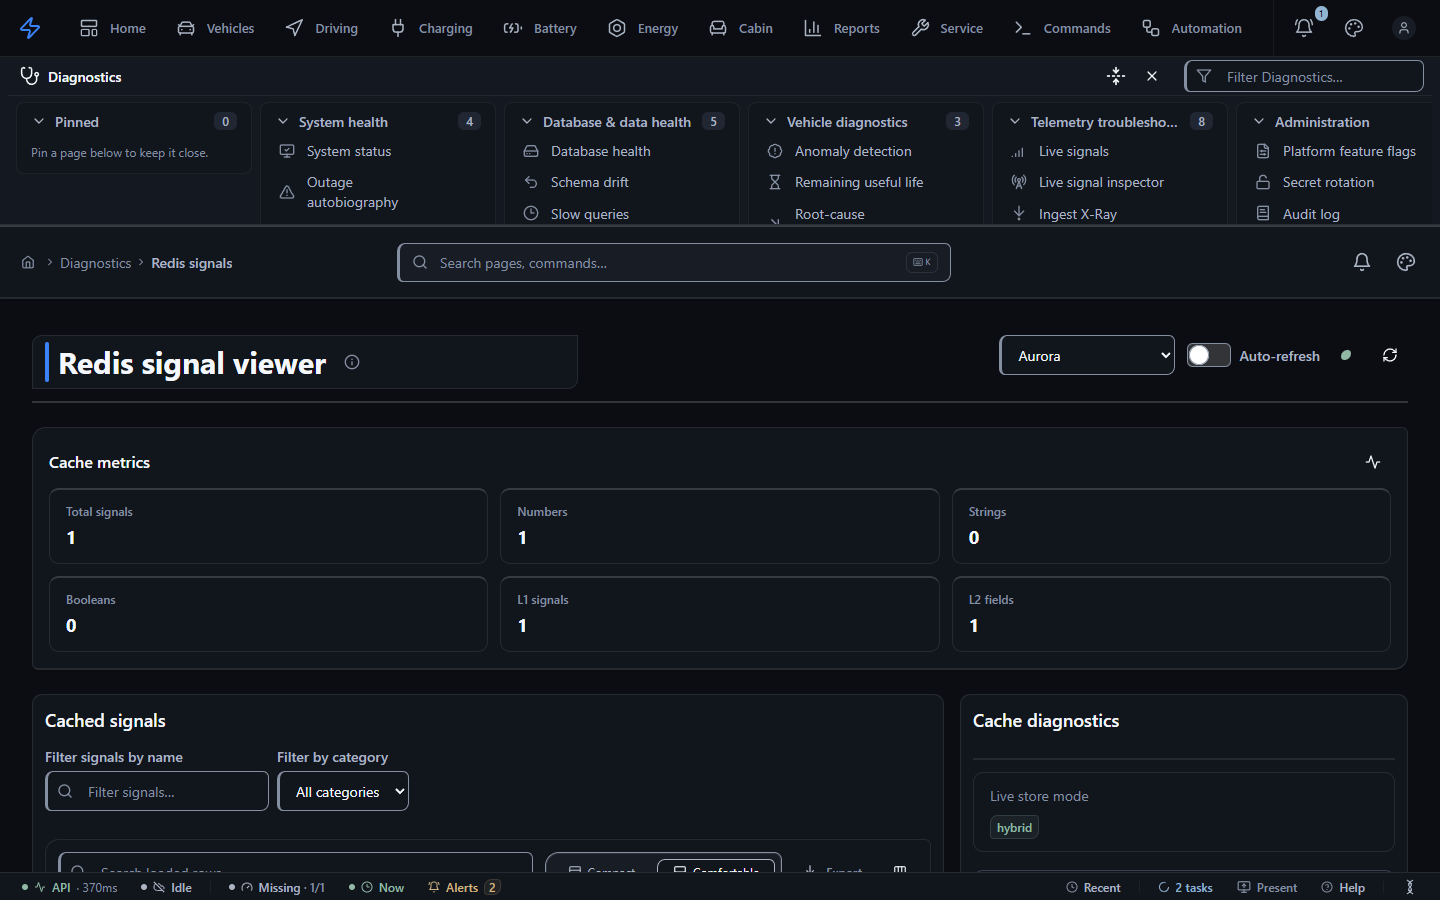 Home Vehicles Driving Charging Battery Energy Cabin Reports Service Commands Automation 1
Diagnostics Filter Diagnostics...
Pinned 0
Pin a page below to keep it close.
System health 4
System status
Outage
autobiography
Database & data health 5
Database health
Schema drift
Slow queries
Vehicle diagnostics 3
Anomaly detection
Remaining useful life
Root-cause
Telemetry troublesho... 8
Live signals
Live signal inspector
Ingest X-Ray
Administration
Platform feature flags
Secret rotation
Audit log
Diagnostics Redis signals Search pages, commands... K
Redis signal viewer Aurora Auto-refresh
Cache metrics
Total signals
1
Numbers
1
Strings
0
Booleans
0
L1 signals
1
L2 fields
1
Cached signals
Filter signals by name Filter by category
Filter signals... All categories
Search loaded rows Compact Comfortable Export
Cache diagnostics
Live store mode
hybrid
API · 370ms Idle Missing · 1/1 Now Alerts 2 Recent 2 tasks Present Help